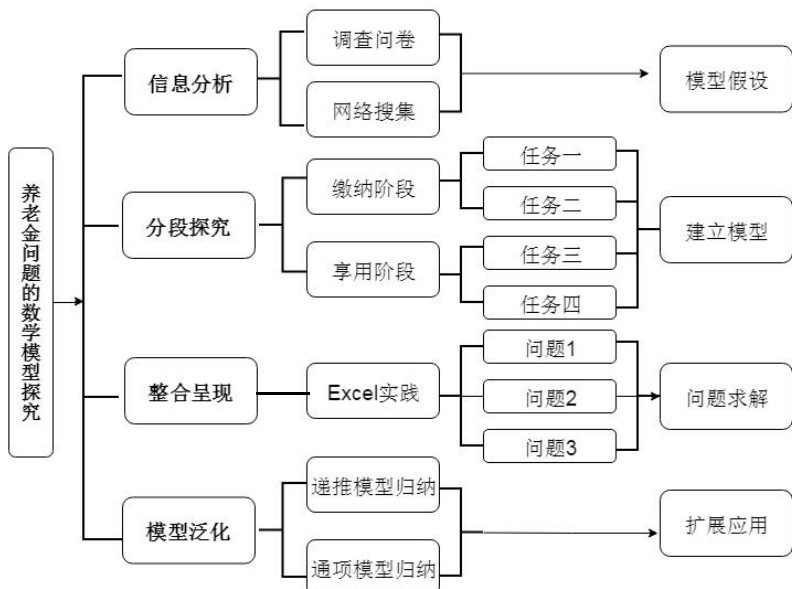 养老金问题的数学模型探究
信息分析
调查问卷
网络搜集
模型假设
分段探究
缴纳阶段
任务一
任务二
享用阶段
任务三
任务四
建立模型
整合呈现
Excel实践
问题1
问题2
问题3
问题求解
模型泛化
递推模型归纳
通项模型归纳
扩展应用